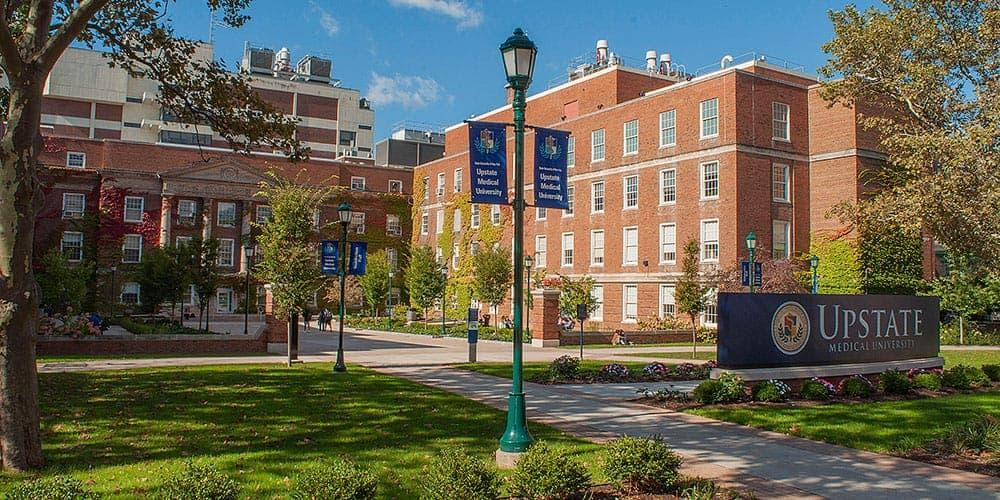 Upstate
Medical
University
Upstate
Medical
University
UPSTATE
MEDICAL UNIVERSITY